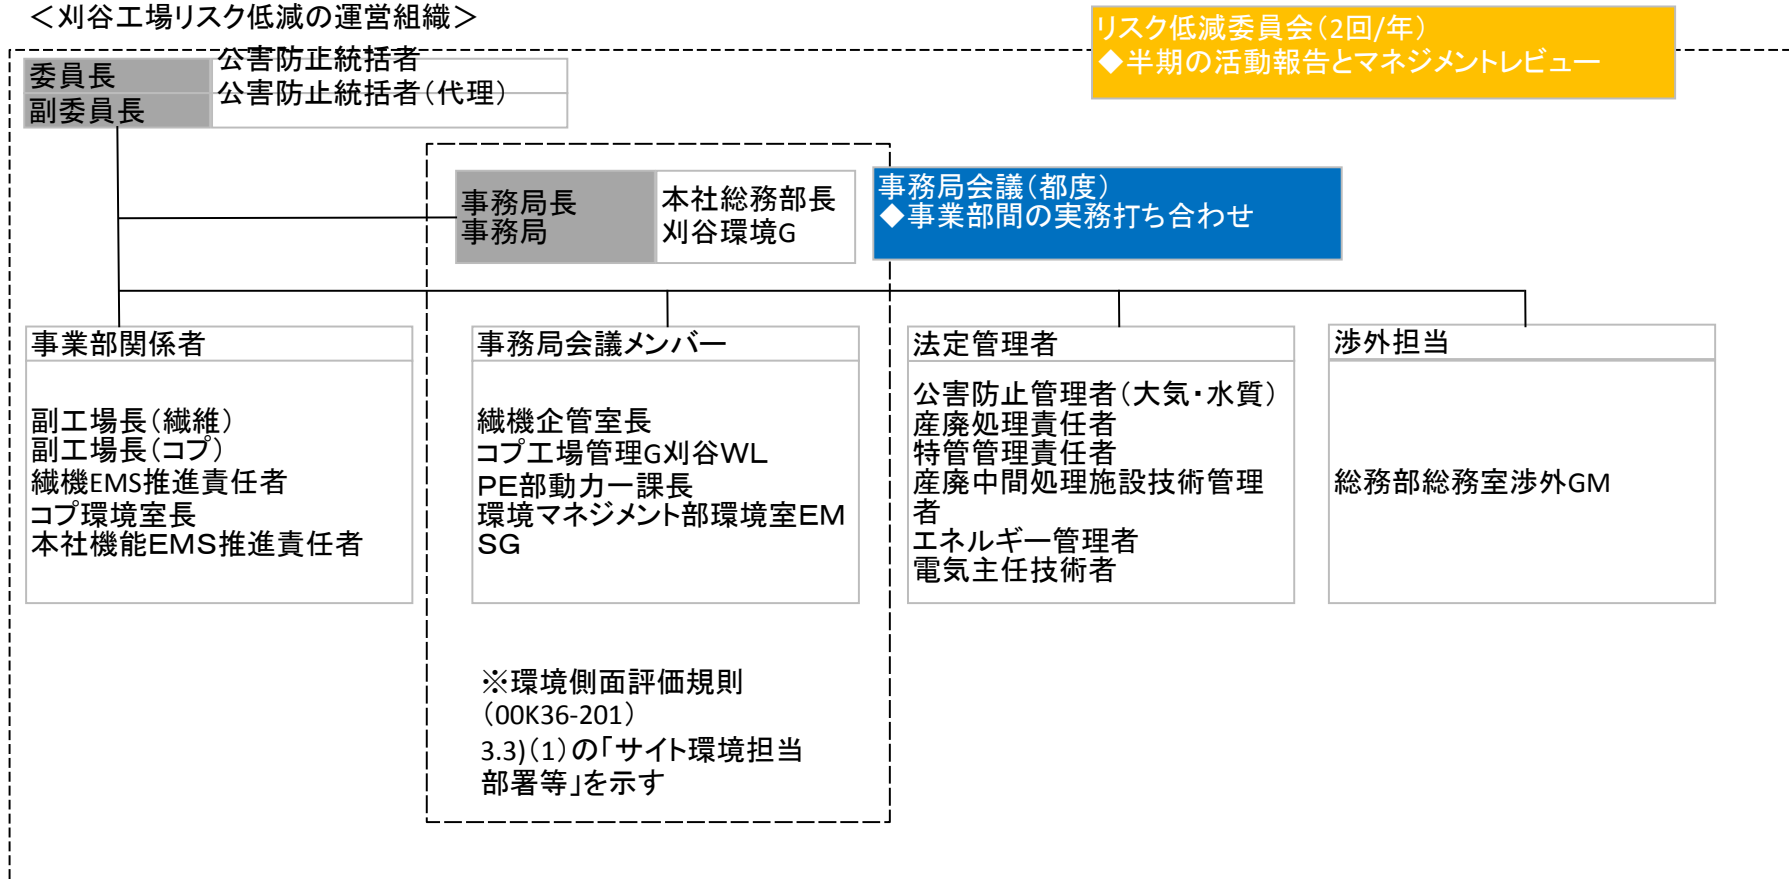 ＜刈谷工場リスク低減の運営組織＞
リスク低減委員会（2回/年）
◆半期の活動報告とマネジメントレビュー
委員長
公害防止統括者
副委員長
公害防止統括者（代理）
事務局長
事務局
本社総務部長
刈谷環境G
事務局会議（都度）
◆事業部間の実務打ち合わせ
事業部関係者
副工場長（繊維）
副工場長（コプ）
繊機EMS推進責任者
コプ環境室長
本社機能EMS推進責任者
事務局会議メンバー
繊機企管室長
コプ工場管理G刈谷WL
PE部動力一課長
環境マネジメント部環境室EM
SG
法定管理者
公害防止管理者（大気・水質）
産廃処理責任者
特管管理責任者
産廃中間処理施設技術管理
者
エネルギー管理者
電気主任技術者
渉外担当
総務部総務室渉外GM
※環境側面評価規則
（00K36-201）
3.3)（1）の「サイト環境担当
部署等」を示す